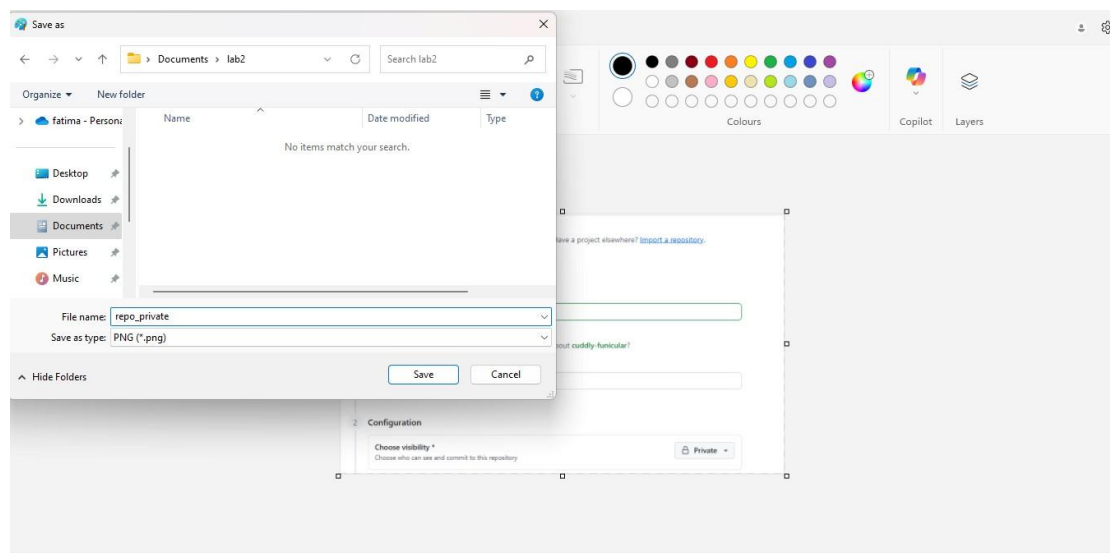 Save as
Documents > lab2
Search lab2
Organize
New folder
fatima - Persona
Name
Date modified
Type
No items match your search.
Desktop
Downloads
Documents
Pictures
Music
File name: repo_private
Save as type: PNG (*.png)
Hide Folders
Save
Cancel
Colours
Copilot
Layers
ave a project elsewhere? Import a repository.
out cuddly-funicular?
2 Configuration
Choose visibility *
Choose who can see and commit to this repository
Private